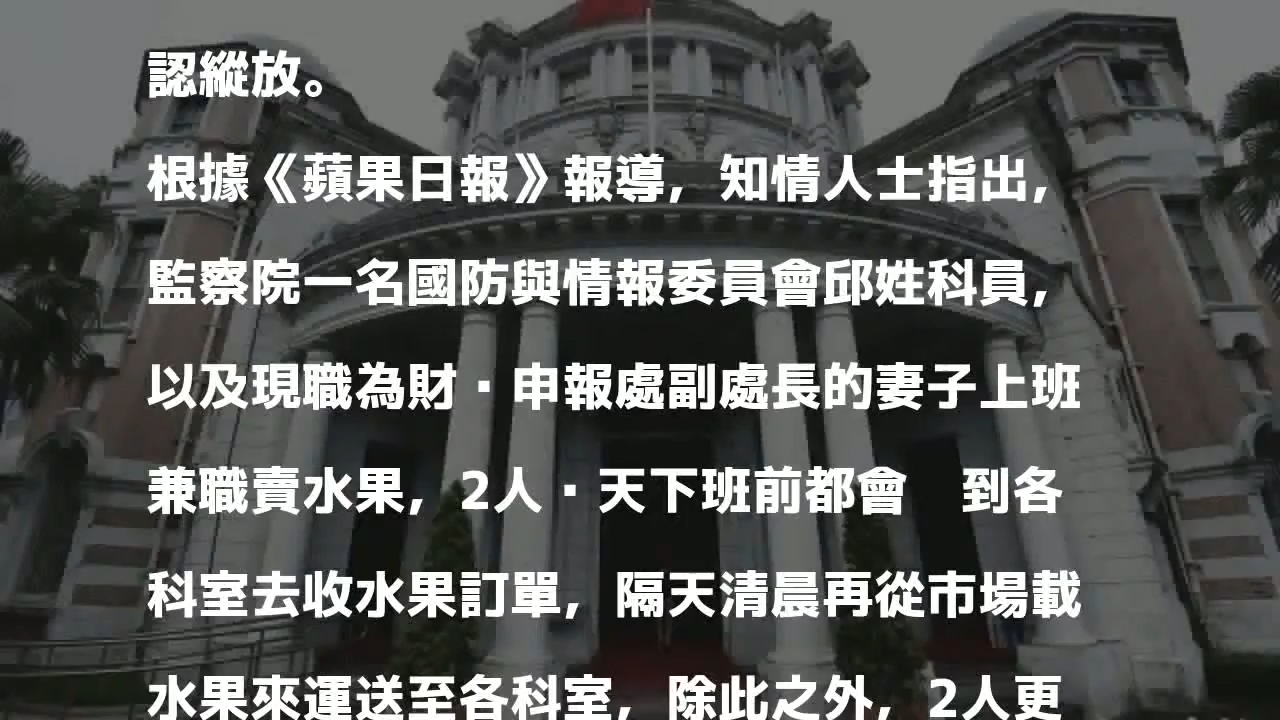 認縱放。
根據《蘋果日報》報導，知情人士指出，
監察院一名國防與情報委員會邱姓科員，
以及現職為財·申報處副處長的妻子上班
兼職賣水果，2人·天下班前都會　到各
科室去收水果訂單，隔天清晨再從市場載
水果來運送至各科室，除此之外，2人更